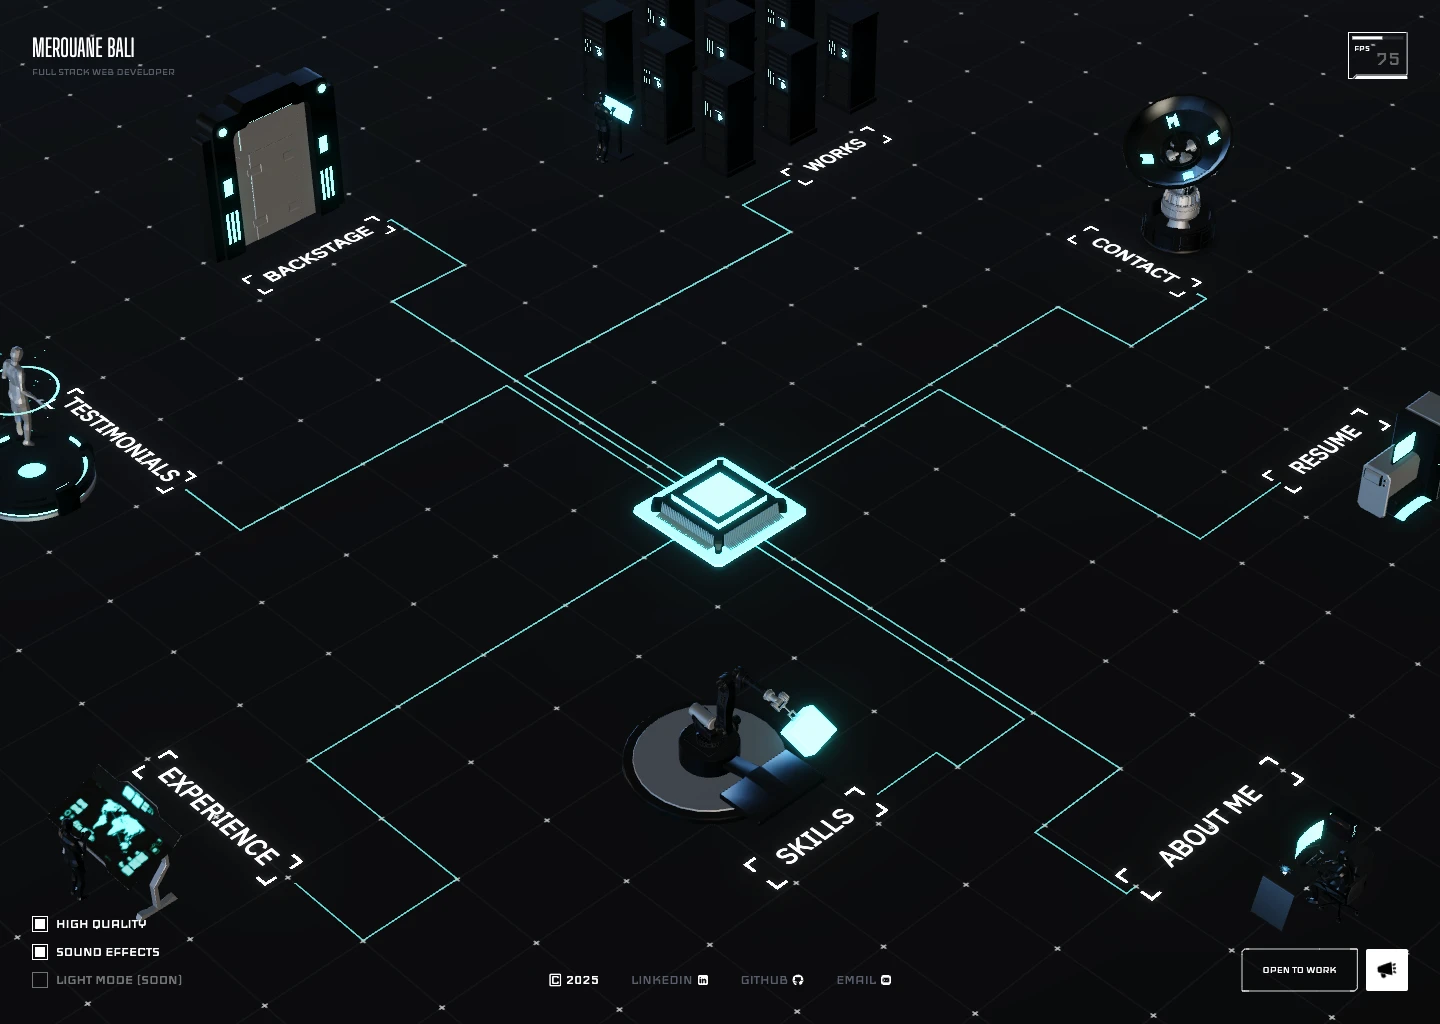 MEROUANE BALI
FULL STACK WEB DEVELOPER
FPS
75
WORKS
BACKSTAGE
CONTACT
TESTIMONIALS
RESUME
EXPERIENCE
SKILLS
ABOUT ME
HIGH QUALITY
SOUND EFFECTS
LIGHT MODE (SOON)
© 2025
LINKEDIN
GITHUB
EMAIL
OPEN TO WORK